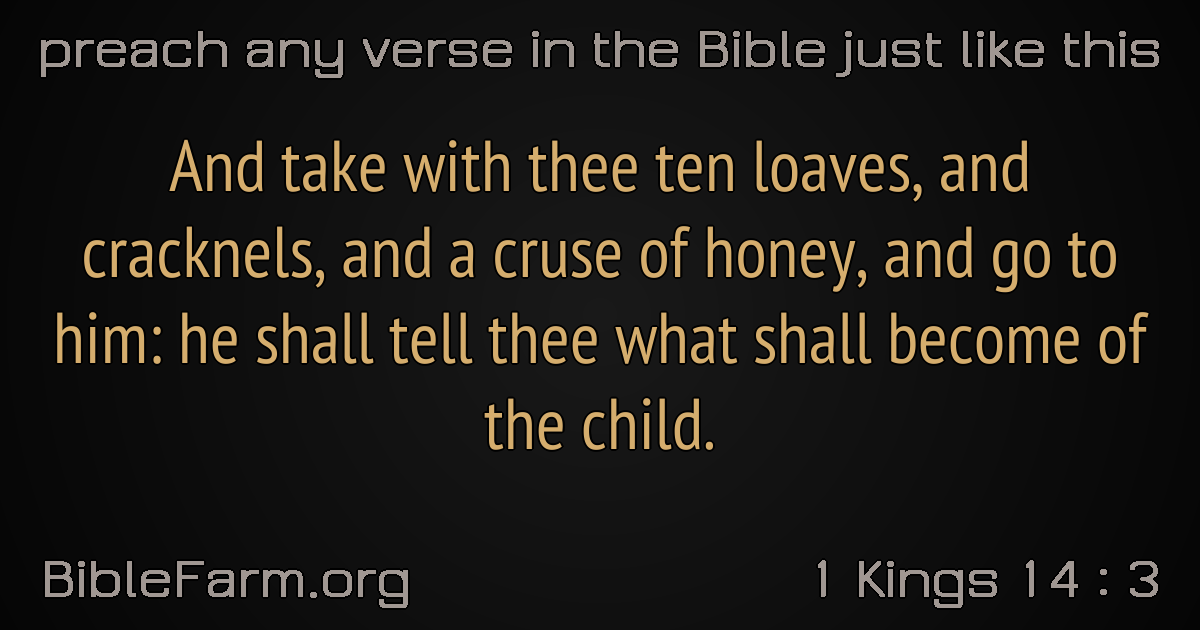 preach any verse in the Bible just like this
And take with thee ten loaves, and
cracknels, and a cruse of honey, and go to
him: he shall tell thee what shall become of
the child.
BibleFarm.org
1 Kings 14 : 3